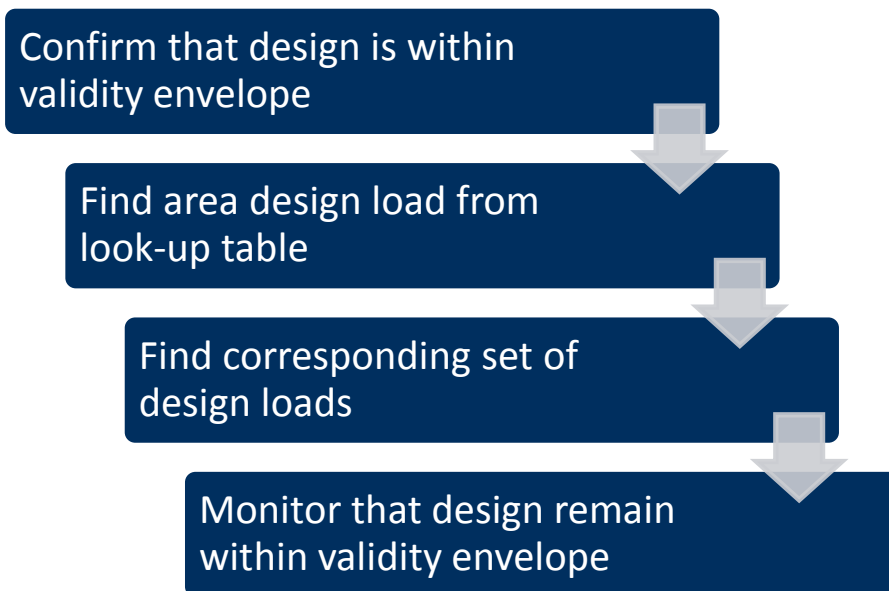 Confirm that design is within
validity envelope
Find area design load from
look-up table
Find corresponding set of
design loads
Monitor that design remain
within validity envelope